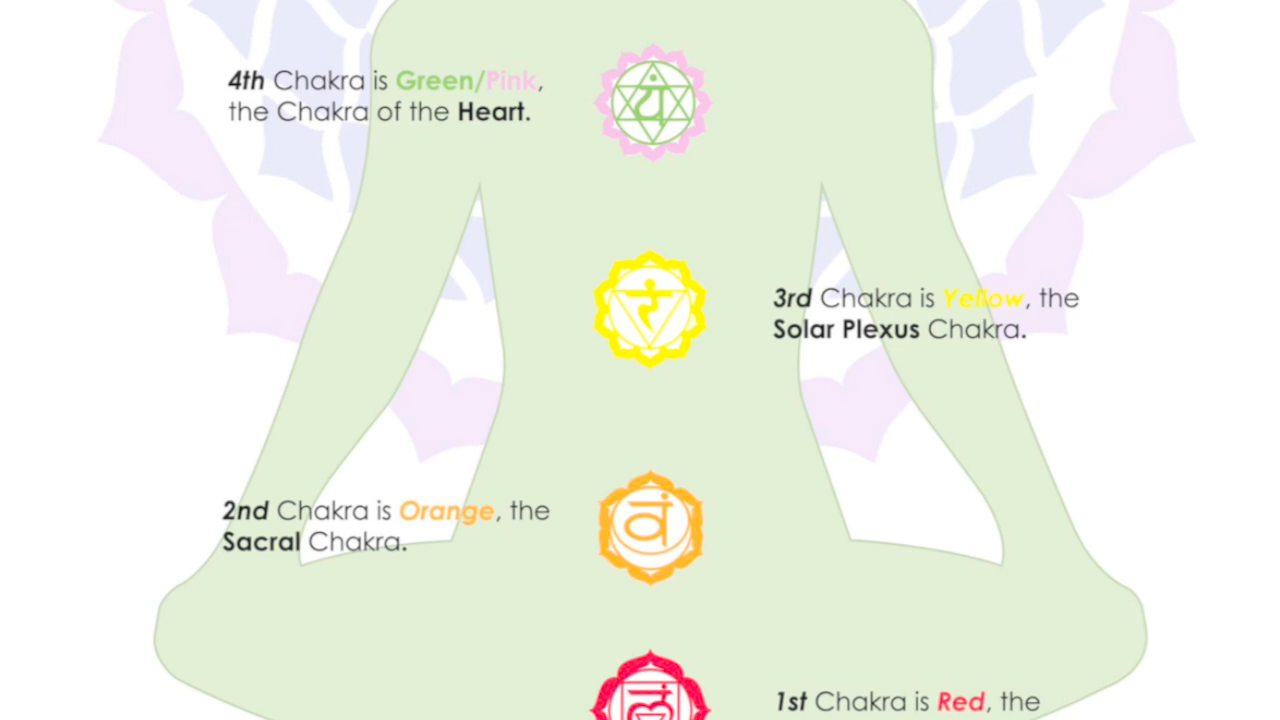 4th Chakra is Green/Pink,
the Chakra of the Heart.
यं
रं
3rd Chakra is Yellow, the
Solar Plexus Chakra.
2nd Chakra is Orange, the
Sacral Chakra.
वं
लं
1st Chakra is Red, the